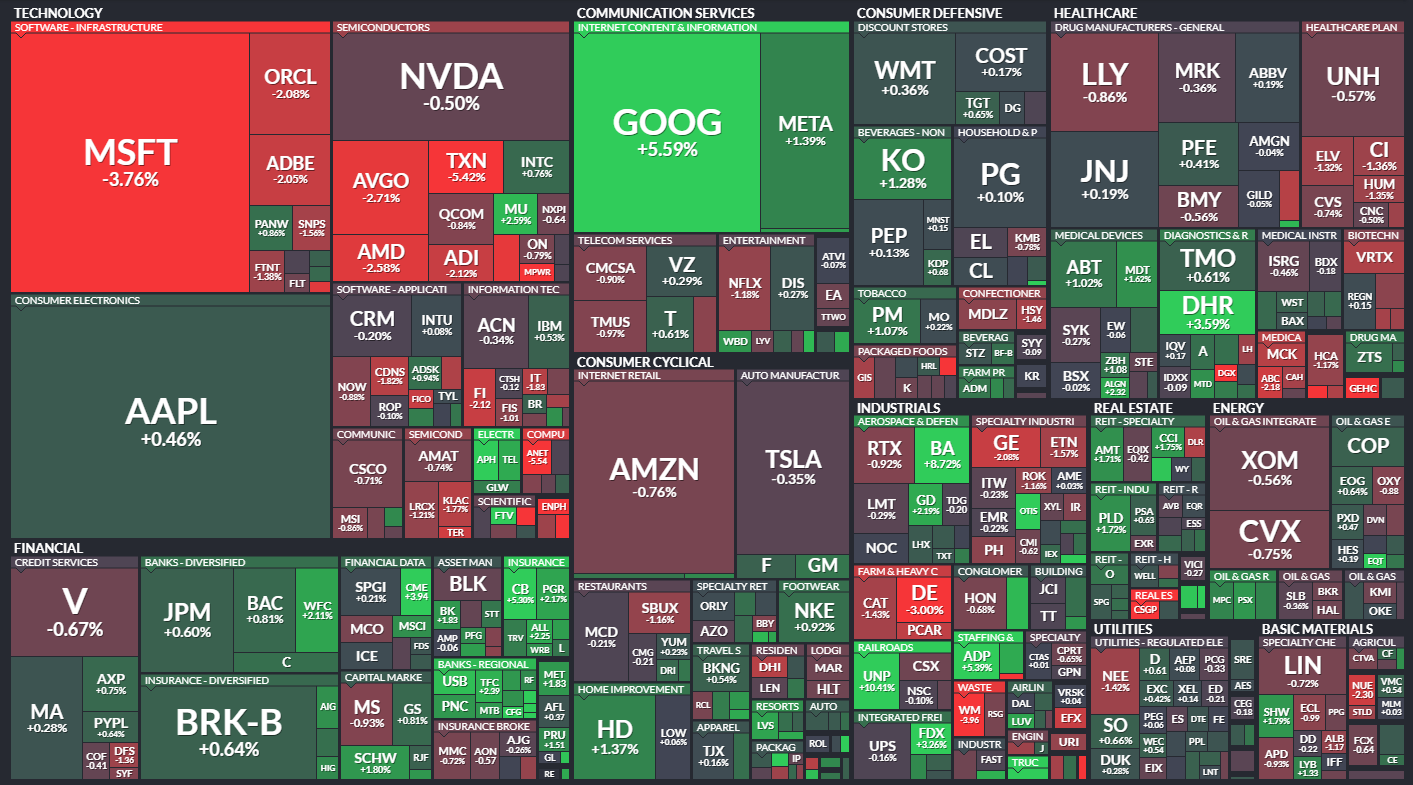 TECHNOLOGY
SOFTWARE - INFRASTRUCTURE
MSFT
-3.76%
ORCL
-2.08%
ADBE
-2.05%
PANW
+0.86%
SNPS
-1.56%
FTNT
-1.38%
FLT
SEMICONDUCTORS
NVDA
-0.50%
AVGO
-2.71%
TXN
-5.42%
INTC
+0.76%
QCOM
-0.84%
MU
+2.59%
NXPI
-0.64
AMD
-2.58%
ADI
-2.12%
ON
-0.79%
MPWR
CONSUMER ELECTRONICS
AAPL
+0.46%
SOFTWARE - APPLICATI
CRM
-0.20%
INTU
+0.08%
NOW
-0.88%
CDNS
-1.82%
ADSK
+0.94%
ROP
-0.10%
FICO
TYL
INFORMATION TEC
ACN
-0.34%
IBM
+0.53%
FI
-2.12
CTSH
-0.12
IT
-1.83
FIS
-1.01
BR
COMMUNIC
CSCO
-0.71%
MSI
-0.86%
SEMICOND
AMAT
-0.74%
LRCX
-1.21%
KLAC
-1.77%
TER
ELECTR
APH
TEL
GLW
COMPU
ANET
-5.54
SCIENTIFIC
FTV
ENPH
COMMUNICATION SERVICES
INTERNET CONTENT & INFORMATION
GOOG
+5.59%
META
+1.39%
TELECOM SERVICES
CMCSA
-0.90%
VZ
+0.29%
TMUS
-0.97%
T
+0.61%
ENTERTAINMENT
NFLX
-1.18%
DIS
+0.27%
WBD
LYV
ATVI
-0.07%
EA
TTWO
CONSUMER CYCLICAL
INTERNET RETAIL
AMZN
-0.76%
AUTO MANUFACTUR
TSLA
-0.35%
F
GM
RESTAURANTS
MCD
-0.21%
SBUX
-1.16%
CMG
-0.21
YUM
+0.23%
DRI
SPECIALTY RET
ORLY
AZO
BBY
FOOTWEAR
NKE
+0.92%
HOME IMPROVEMENT
HD
+1.37%
LOW
+0.06%
TRAVEL S
BKNG
+0.54%
RCL
RESIDEN
DHI
LEN
LODGI
MAR
HLT
APPAREL
TJX
+0.16%
RESORTS
LVS
AUTO
PACKAG
IP
ROL
CONSUMER DEFENSIVE
DISCOUNT STORES
WMT
+0.36%
COST
+0.17%
TGT
+0.65%
DG
BEVERAGES - NON
KO
+1.28%
PEP
+0.13%
MNST
+0.15
KDP
+0.68
HOUSEHOLD & P
PG
+0.10%
EL
KMB
-0.78%
CL
TOBACCO
PM
+1.07%
MO
+0.22%
CONFECTIONER
MDLZ
HSY
-1.46
PACKAGED FOODS
GIS
HRL
K
BEVERAG
STZ
BF-B
SYY
-0.09
FARM PR
ADM
KR
HEALTHCARE
DRUG MANUFACTURERS - GENERAL
LLY
-0.86%
MRK
-0.36%
ABBV
+0.19%
JNJ
+0.19%
PFE
+0.41%
AMGN
-0.04%
BMY
-0.56%
GILD
-0.05%
HEALTHCARE PLAN
UNH
-0.57%
ELV
-1.32%
CI
-1.36%
CVS
-0.74%
HUM
-1.35%
CNC
-0.50%
MEDICAL DEVICES
ABT
+1.02%
MDT
+1.62%
SYK
-0.27%
EW
-0.06
BSX
-0.02
ZBH
+1.08
STE
ALGN
+2.32
DIAGNOSTICS & R
TMO
+0.61%
DHR
+3.59%
IQV
+0.17
A
LH
IDXX
-0.09
MTD
DGX
MEDICAL INSTR
ISRG
-0.46%
BDX
-0.18
WST
BAX
BIOTECHN
VRTX
REGN
+0.15
MEDICA
MCK
ABC
-2.18
CAH
HCA
-1.17%
DRUG MA
ZTS
GEHC
FINANCIAL
CREDIT SERVICES
V
-0.67%
MA
+0.28%
AXP
+0.75%
PYPL
+0.64%
COF
-0.41
DFS
-1.36
SYF
BANKS - DIVERSIFIED
JPM
+0.60%
BAC
+0.81%
WFC
+2.11%
C
INSURANCE - DIVERSIFIED
BRK-B
+0.64%
AIG
HIG
FINANCIAL DATA
SPGI
+0.21%
CME
+3.94
MCO
MSCI
ICE
FDS
CAPITAL MARKE
MS
-0.93%
GS
+0.81%
SCHW
+1.80%
RJF
ASSET MAN
BLK
BK
+1.83
STT
AMP
-0.06
PFG
INSURANCE
CB
+5.30%
PGR
+2.17%
TRV
ALL
+2.25
WRB
L
BANKS - REGIONAL
USB
TFC
+2.39
RF
PNC
MTB
CFG
INSURANCE BROKE
MMC
-0.72%
AON
-0.57
AJG
-0.26%
MET
+1.83
AFL
+0.37
PRU
+1.51
GL
RE
INDUSTRIALS
AEROSPACE & DEFEN
RTX
-0.92%
BA
+8.72%
LMT
-0.29%
GD
+2.19%
TDG
-0.20
NOC
LHX
TXT
SPECIALTY INDUSTRI
GE
-2.08%
ETN
-1.57%
ITW
-0.23%
ROK
-1.16%
AME
+0.03%
EMR
-0.22%
OTIS
XYL
IR
PH
CMI
-0.62
IEX
FARM & HEAVY C
CAT
-1.43%
DE
-3.00%
PCAR
CONGLOMER
HON
-0.68%
BUILDING
JCI
TT
RAILROADS
UNP
+10.41%
CSX
NSC
-0.10%
STAFFING &
ADP
+5.39%
SPECIALTY
CTAS
+0.01
CPRT
-0.65%
GPN
INTEGRATED FREI
UPS
-0.16%
FDX
+3.26%
WASTE
WM
-3.96
RSG
AIRLIN
DAL
LUV
VRSK
-0.04
EFX
INDUSTR
FAST
ENGIN
J
URI
TRUC
REAL ESTATE
REIT - SPECIALTY
AMT
+1.71%
EQIX
-0.42
CCI
+1.75%
DLR
WY
REIT - INDU
PLD
+1.72%
PSA
+0.63
EXR
REIT - R
AVB
EQR
ESS
REIT - O
SPG
REIT - H
WELL
VICI
-0.27
REAL ES
CSGP
ENERGY
OIL & GAS INTEGRATE
XOM
-0.56%
CVX
-0.75%
OIL & GAS E
COP
EOG
+0.64%
OXY
-0.88
PXD
+0.47
DVN
HES
+0.19
EQT
OIL & GAS R
MPC
PSX
OIL & GAS
SLB
-0.36%
BKR
HAL
OIL & GAS
KMI
OKE
UTILITIES
UTILITIES - REGULATED ELE
NEE
-1.42%
D
+0.61
AEP
+0.08
PCG
-0.33
SO
+0.66%
EXC
+0.42%
XEL
+0.14
ED
-0.21
DUK
+0.28%
PEG
+0.06
ES
DTE
FE
WEC
+0.54
PPL
EIX
LNT
SRE
AES
CEG
-0.18
BASIC MATERIALS
SPECIALTY CHE
LIN
-0.72%
SHW
+1.79%
ECL
-0.99
PPG
APD
-0.93%
DD
-0.22
ALB
-1.17
LYB
+1.33
IFF
AGRICUL
CTVA
CF
NUE
-2.30
VMC
+0.54
STLD
MLM
+0.03
FCX
-0.64
CE